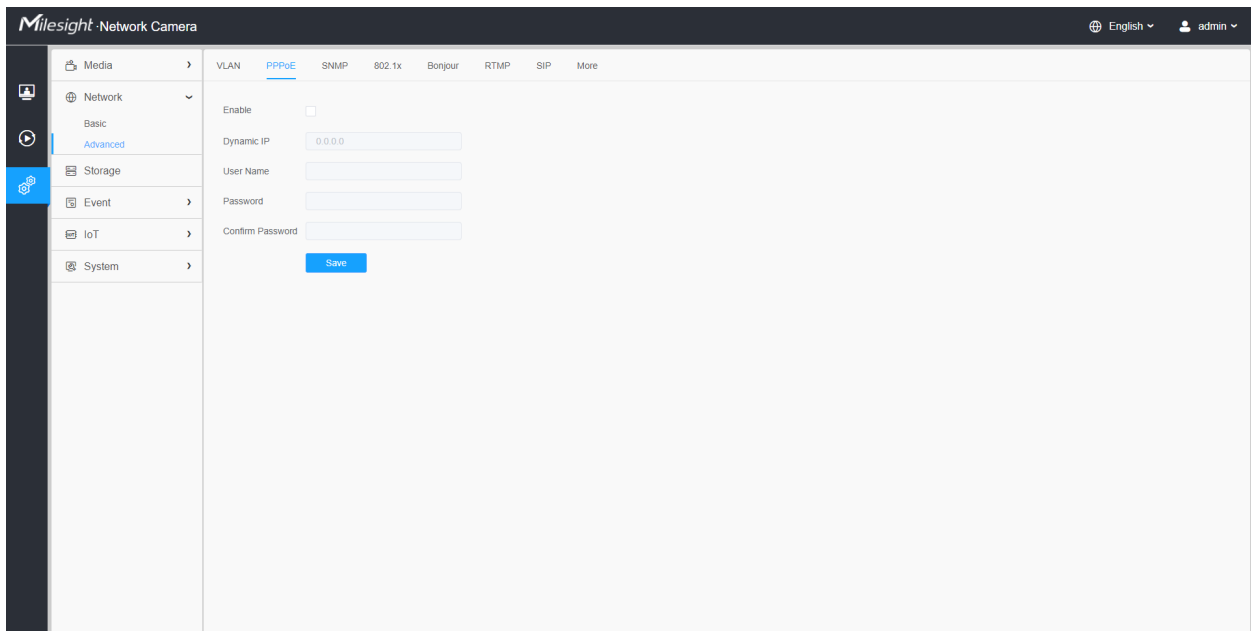 Milesight·Network Camera
English
admin
Media
Network
Basic
Advanced
Storage
Event
IoT
System
VLAN PPPoE SNMP 802.1x Bonjour RTMP SIP More
Enable
Dynamic IP 0.0.0.0
User Name
Password
Confirm Password
Save